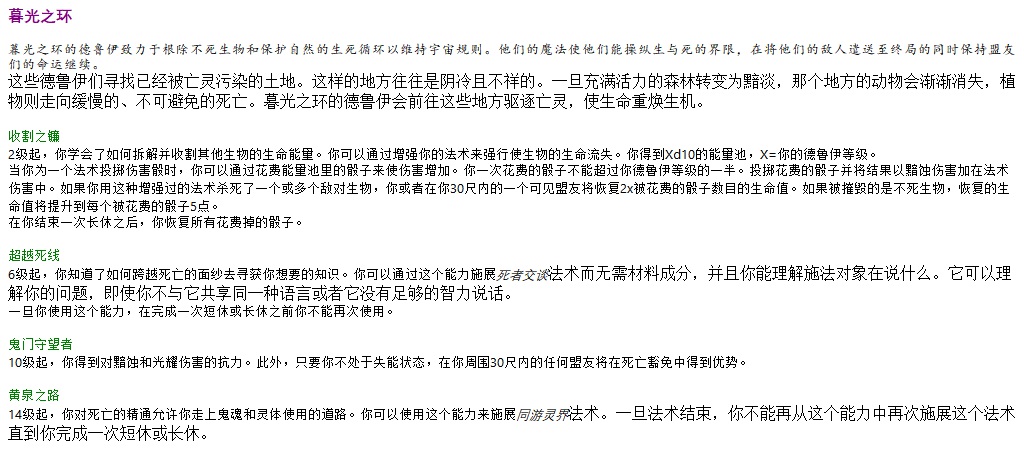 暮光之环
暮光之环的德鲁伊致力于根除不死生物和保护自然的生死循环以维持宇宙规则。他们的魔法使他们能操纵生与死的界限，在将他们的敌人遣送至终局的同时保持盟友
们的命运继续。
这些德鲁伊们寻找已经被亡灵污染的土地。这样的地方往往是阴冷且不祥的。一旦充满活力的森林转变为黯淡，那个地方的动物会渐渐消失，植
物则走向缓慢的、不可避免的死亡。暮光之环的德鲁伊会前往这些地方驱逐亡灵，使生命重焕生机。
收割之镰
2级起，你学会了如何拆解并收割其他生物的生命能量。你可以通过增强你的法术来强行使生物的生命流失。你得到Xd10的能量池，X=你的德鲁伊等级。
当你为一个法术投掷伤害骰时，你可以通过花费能量池里的骰子来使伤害增加。你一次花费的骰子不能超过你德鲁伊等级的一半。投掷花费的骰子并将结果以黯蚀伤害加在法术
伤害中。如果你用这种增强过的法术杀死了一个或多个敌对生物，你或者在你30尺内的一个可见盟友将恢复2x被花费的骰子数目的生命值。如果被摧毁的是不死生物，恢复的生
命值将提升到每个被花费的骰子5点。
在你结束一次长休之后，你恢复所有花费掉的骰子。
超越死线
6级起，你知道了如何跨越死亡的面纱去寻获你想要的知识。你可以通过这个能力施展死者交谈法术而无需材料成分，并且你能理解施法对象在说什么。它可以理
解你的问题，即使你不与它共享同一种语言或者它没有足够的智力说话。
一旦你使用这个能力，在完成一次短休或长休之前你不能再次使用。
鬼门守望者
10级起，你得到对黯蚀和光耀伤害的抗力。此外，只要你不处于失能状态，在你周围30尺内的任何盟友将在死亡豁免中得到优势。
黄泉之路
14级起，你对死亡的精通允许你走上鬼魂和灵体使用的道路。你可以使用这个能力来施展同游灵界法术。一旦法术结束，你不能再从这个能力中再次施展这个法术
直到你完成一次短休或长休。